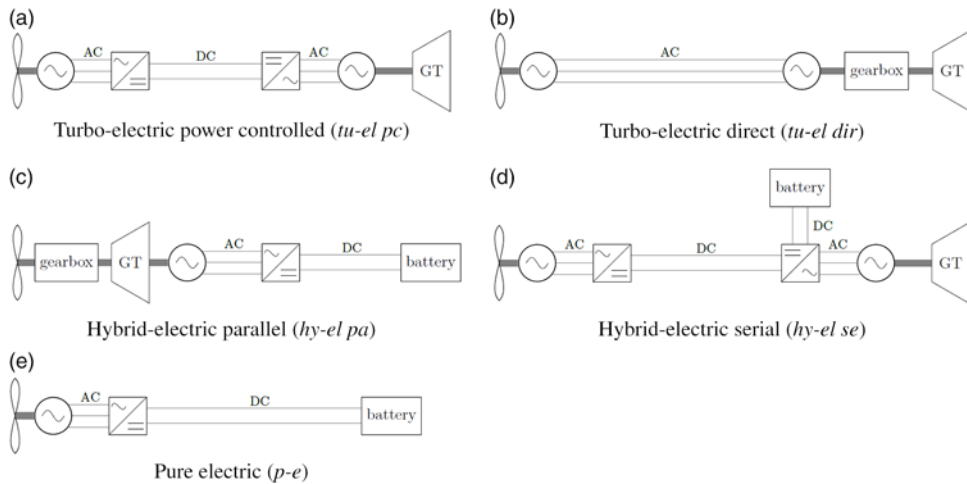 (a)
AC
DC
AC
GT
Turbo-electric power controlled (tu-el pc)
(b)
AC
gearbox
GT
Turbo-electric direct (tu-el dir)
(c)
gearbox
GT
AC
DC
battery
Hybrid-electric parallel (hy-el pa)
(d)
battery
DC
AC
DC
AC
GT
Hybrid-electric serial (hy-el se)
(e)
AC
DC
battery
Pure electric (p-e)